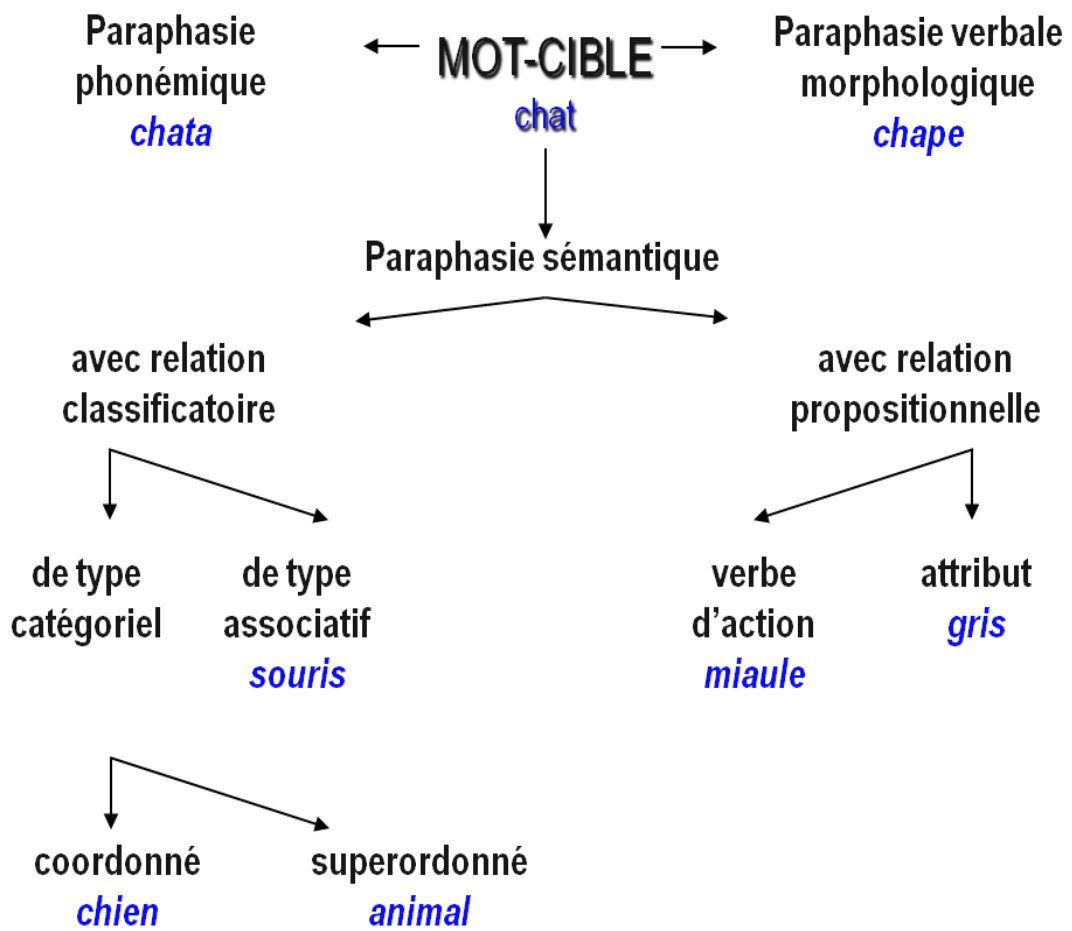 Paraphasie
phonémique
chata
MOT-CIBLE
chat
Paraphasie verbale
morphologique
chape
Paraphasie sémantique
avec relation
classificatoire
avec relation
propositionnelle
de type
catégoriel
de type
associatif
souris
verbe
d'action
miaule
attribut
gris
coordonné
chien
superordonné
animal